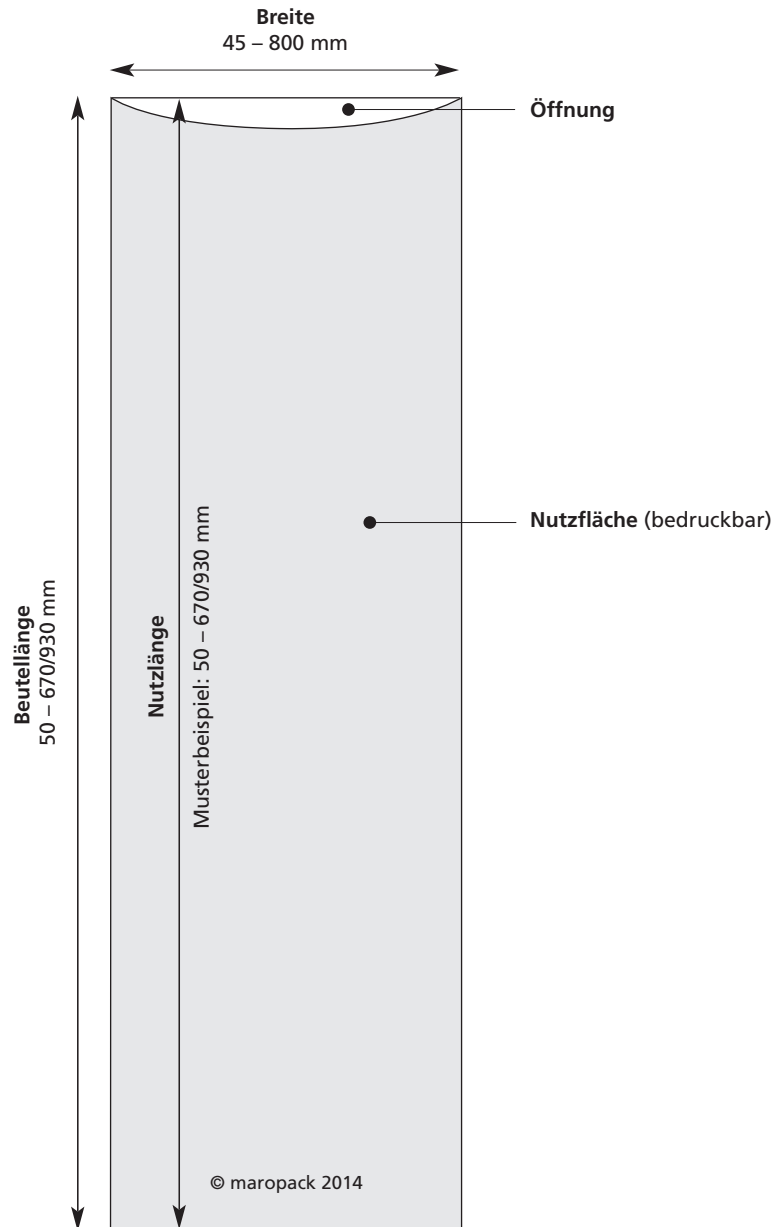 Breite
45 – 800 mm
Öffnung
Nutzfläche (bedruckbar)
Beutellänge
50 – 670/930 mm
Nutzlänge
Musterbeispiel: 50 – 670/930 mm
© maropack 2014